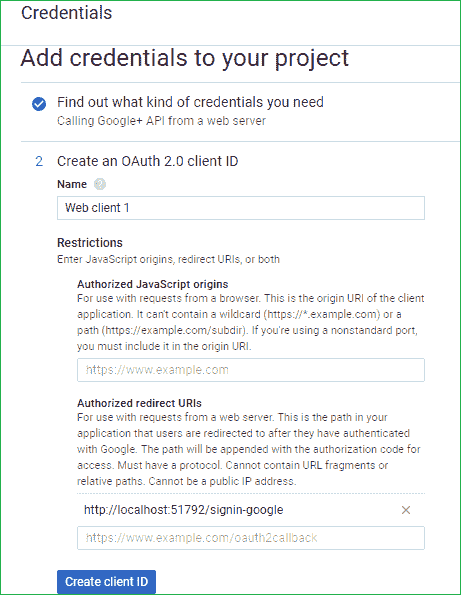 Credentials
Add credentials to your project
Find out what kind of credentials you need
Calling Google+ API from a web server
2 Create an OAuth 2.0 client ID
Name ?
Web client 1
Restrictions
Enter JavaScript origins, redirect URIs, or both
Authorized JavaScript origins
For use with requests from a browser. This is the origin URI of the client
application. It can't contain a wildcard (https://*.example.com) or a
path (https://example.com/subdir). If you're using a nonstandard port,
you must include it in the origin URI.
https://www.example.com
Authorized redirect URIs
For use with requests from a web server. This is the path in your
application that users are redirected to after they have authenticated
with Google. The path will be appended with the authorization code for
access. Must have a protocol. Cannot contain URL fragments or
relative paths. Cannot be a public IP address.
http://localhost:51792/signin-google
https://www.example.com/oauth2callback
Create client ID